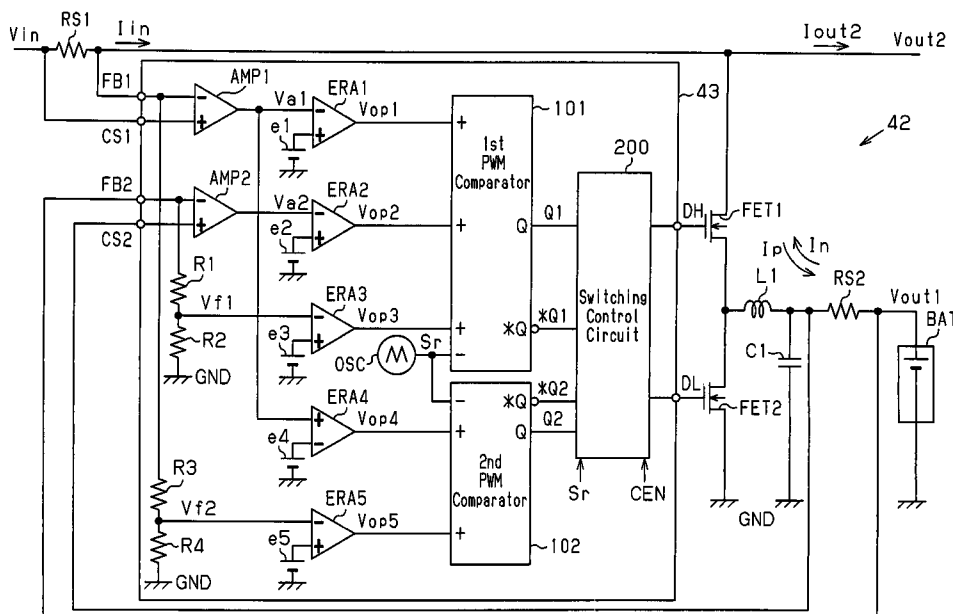 Vin
RS1
Iin
Iout2
Vout2
FB1
AMP1
CS1
Va1
ERA1
Vop1
e1
101
1st
PWM
Comparator
43
42
200
FB2
AMP2
CS2
Va2
ERA2
Vop2
e2
Q
Q1
DH
FET1
R1
Vf1
R2
GND
ERA3
Vop3
e3
OSC
Sr
*Q
*Q1
Switching
Control
Circuit
Ip
In
L1
RS2
Vout1
BAT
C1
*Q
*Q2
Q
Q2
DL
FET2
ERA4
Vop4
e4
2nd
PWM
Comparator
Sr
CEN
GND
R3
Vf2
R4
GND
ERA5
Vop5
e5
102